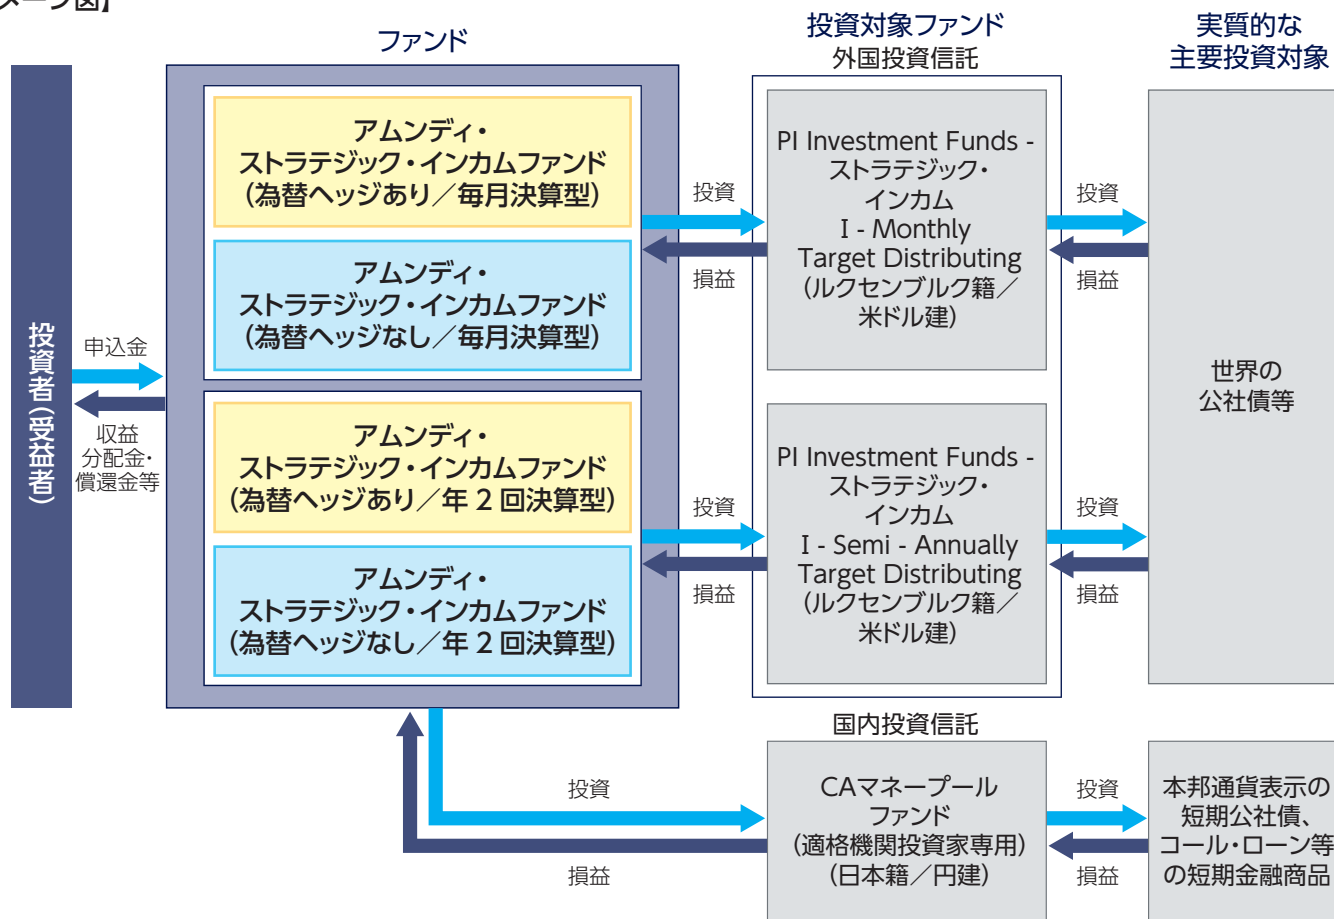 メージ図】
ファンド
投資対象ファンド
外国投資信託
実質的な
主要投資対象
投資者(受益者)
申込金
収益
分配金・
償還金等
アムンディ・
ストラテジック・インカムファンド
(為替ヘッジあり／毎月決算型)
アムンディ・
ストラテジック・インカムファンド
(為替ヘッジなし／毎月決算型)
投資
損益
PI Investment Funds -
ストラテジック・
インカム
I - Monthly
Target Distributing
(ルクセンブルク籍／
米ドル建)
投資
損益
アムンディ・
ストラテジック・インカムファンド
(為替ヘッジあり／年 2 回決算型)
アムンディ・
ストラテジック・インカムファンド
(為替ヘッジなし／年 2 回決算型)
投資
損益
PI Investment Funds -
ストラテジック・
インカム
I - Semi - Annually
Target Distributing
(ルクセンブルク籍／
米ドル建)
投資
損益
世界の
公社債等
国内投資信託
投資
損益
CAマネープール
ファンド
(適格機関投資家専用)
(日本籍／円建)
投資
損益
本邦通貨表示の
短期公社債、
コール・ローン等
の短期金融商品